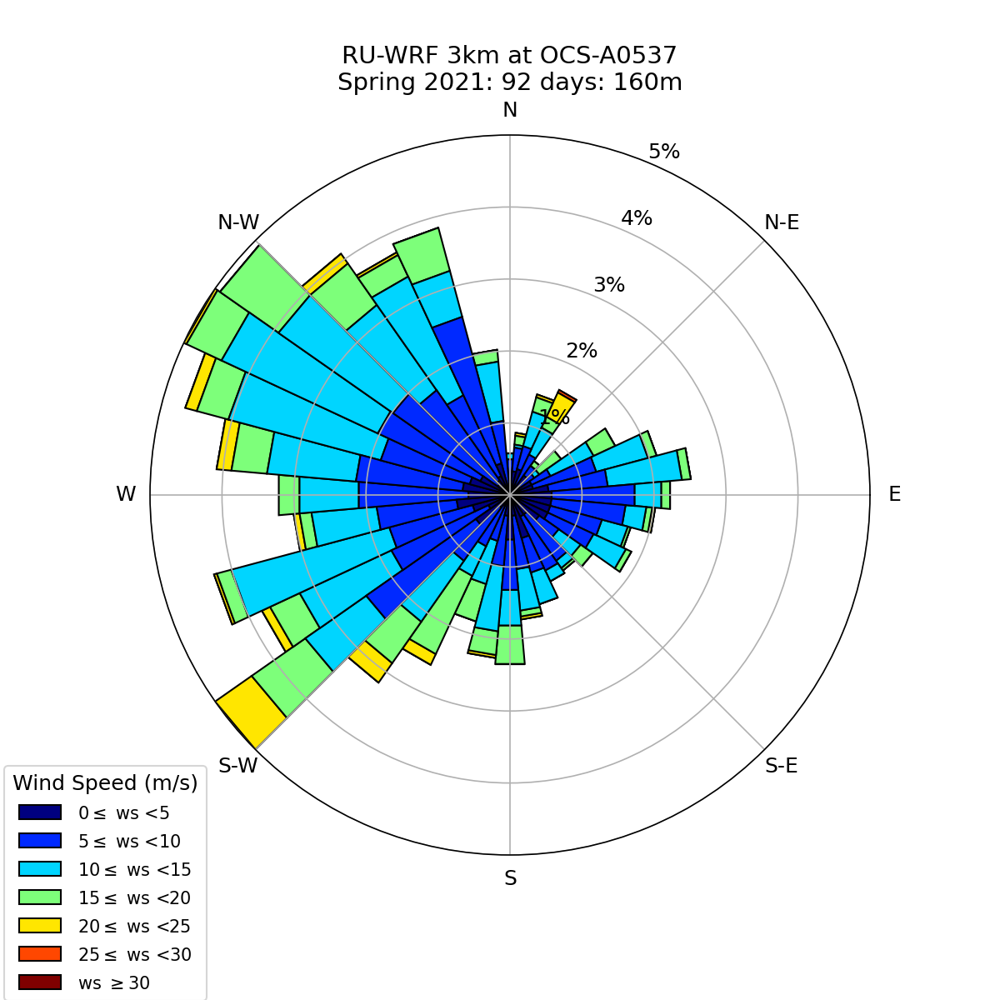 RU-WRF 3km at OCS-A0537
Spring 2021: 92 days: 160m
N
5%
N-W
4%
N-E
3%
2%
1%
W
E
S-W
S-E
S
Wind Speed (m/s)
0≤ ws <5
5≤ ws <10
10≤ ws <15
15≤ ws <20
20≤ ws <25
25≤ ws <30
ws ≥30